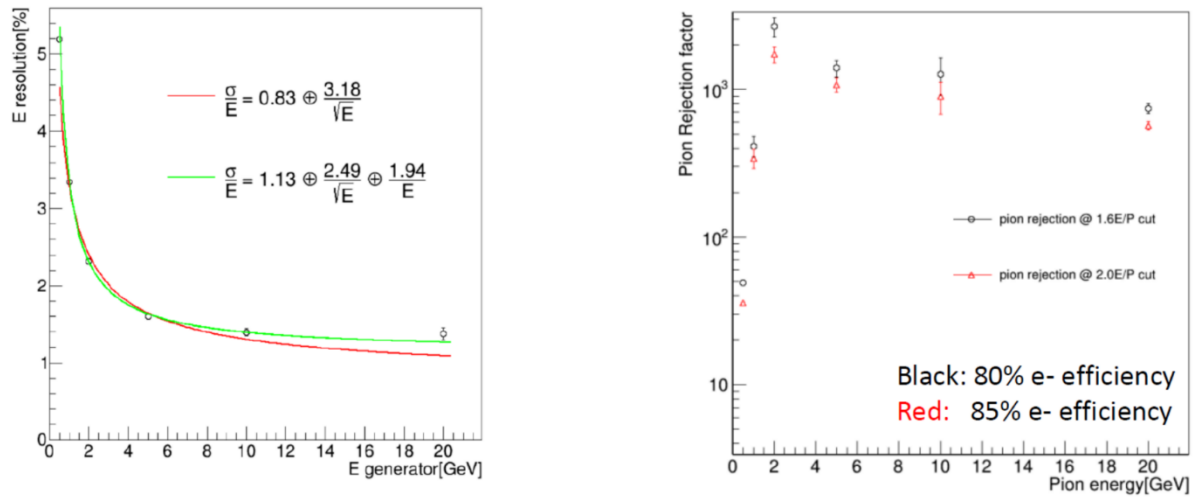 E resolution[%]
5
4
3
2
1
0
σ/E = 0.83 ⊕ 3.18/√E
σ/E = 1.13 ⊕ 2.49/√E ⊕ 1.94/E
0 2 4 6 8 10 12 14 16 18 20
E generator[GeV]
Pion Rejection factor
10³
10²
10
pion rejection @ 1.6E/P cut
pion rejection @ 2.0E/P cut
Black: 80% e- efficiency
Red: 85% e- efficiency
0 2 4 6 8 10 12 14 16 18 20
Pion energy[GeV]